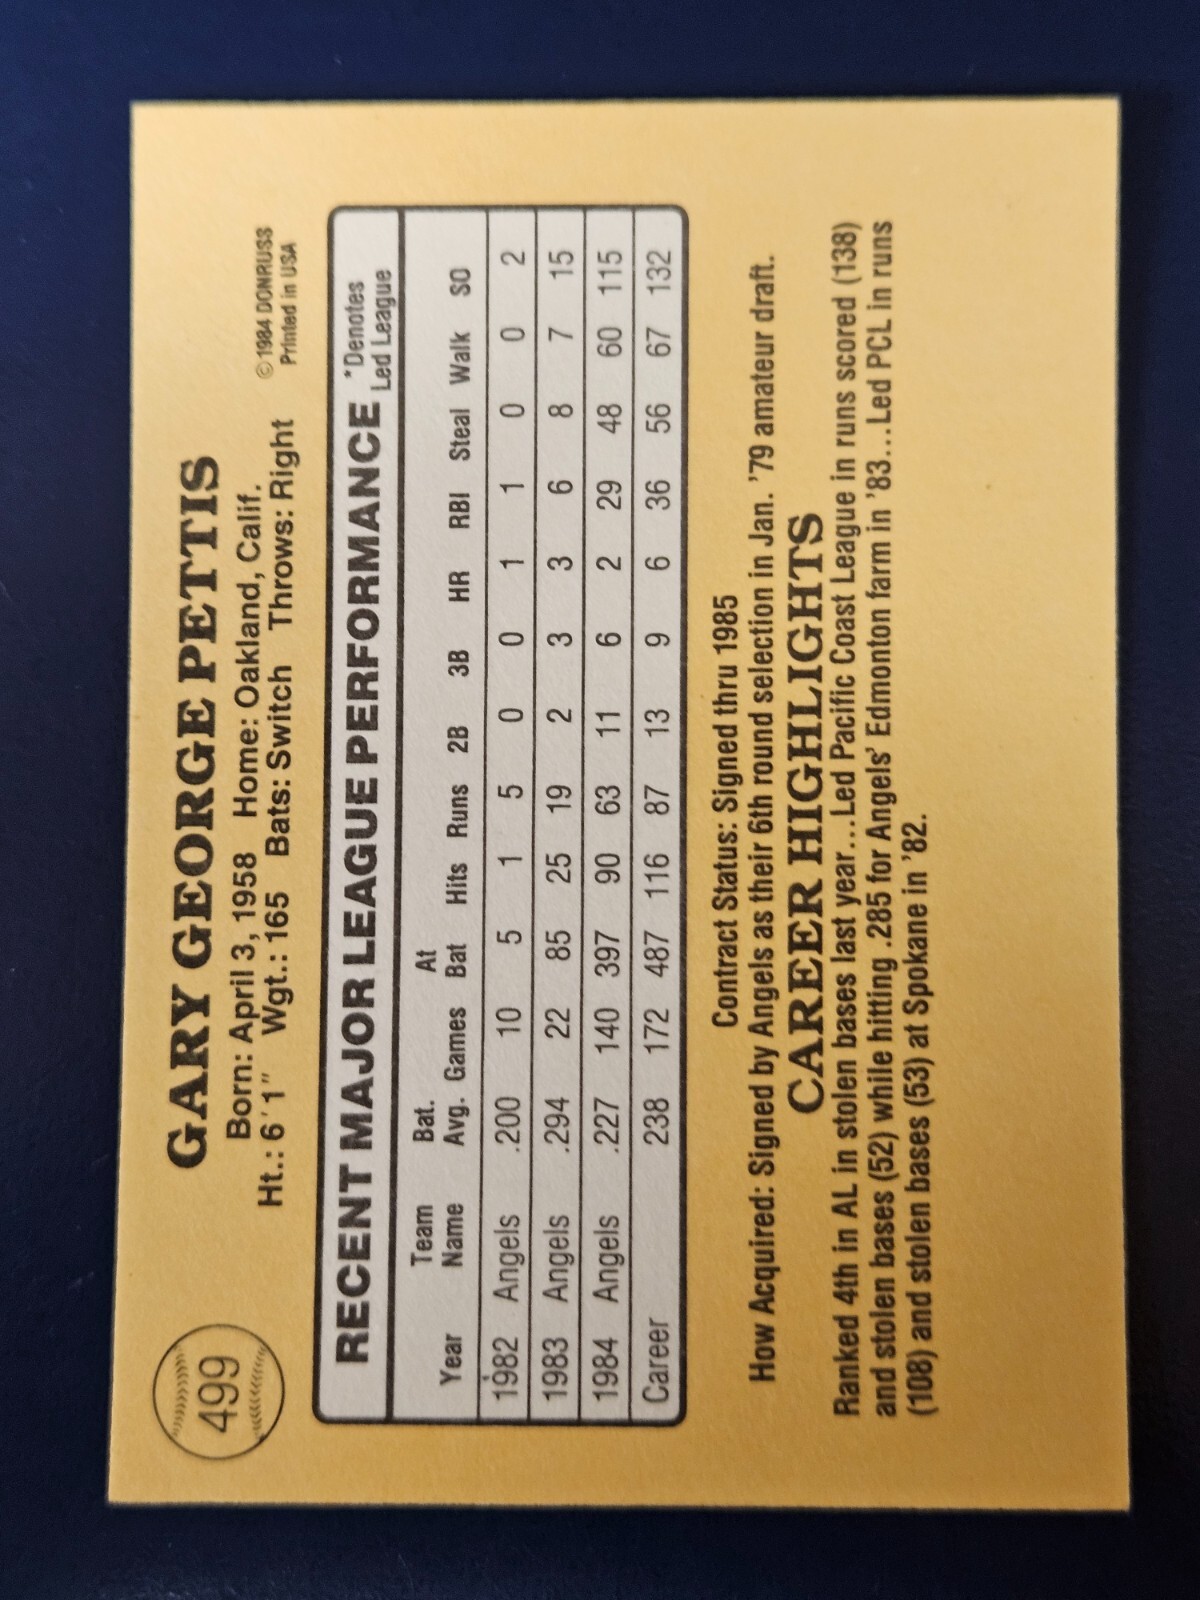 499
GARY GEORGE PETTIS
Born: April 3, 1958 Home: Oakland, Calif.
Ht.: 6′1″ Wgt.: 165 Bats: Switch Throws: Right
© 1984 DONRUSS
Printed in USA
RECENT MAJOR LEAGUE PERFORMANCE
*Denotes
Led League
Year Team Name Bat. Avg. Games At Bat Hits Runs 2B 3B HR RBI Steal Walk SO
1982 Angels .200 10 5 1 5 0 0 1 1 0 0 2
1983 Angels .294 22 85 25 19 2 3 3 6 8 7 15
1984 Angels .227 140 397 90 63 11 6 2 29 48 60 115
Career 238 172 487 116 87 13 9 6 36 56 67 132
Contract Status: Signed thru 1985
How Acquired: Signed by Angels as their 6th round selection in Jan. '79 amateur draft.
CAREER HIGHLIGHTS
Ranked 4th in AL in stolen bases last year...Led Pacific Coast League in runs scored (138)
and stolen bases (52) while hitting .285 for Angels' Edmonton farm in '83...Led PCL in runs
(108) and stolen bases (53) at Spokane in '82.